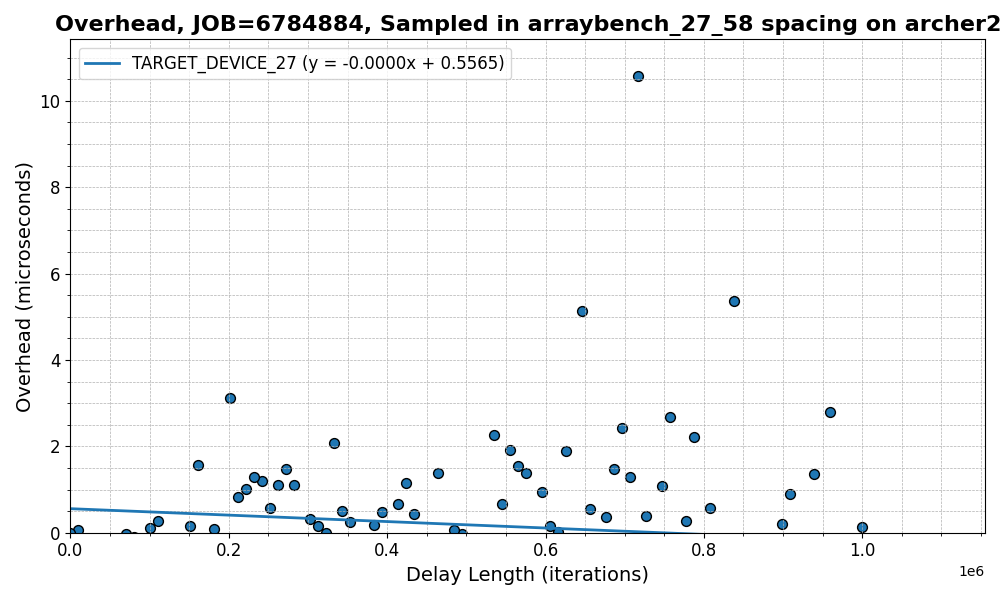 Overhead, JOB=6784884, Sampled in arraybench_27_58 spacing on archer2
TARGET_DEVICE_27 (y = -0.0000x + 0.5565)
Overhead (microseconds)
10
8
6
4
2
0
0.0 0.2 0.4 0.6 0.8 1.0
1e6
Delay Length (iterations)